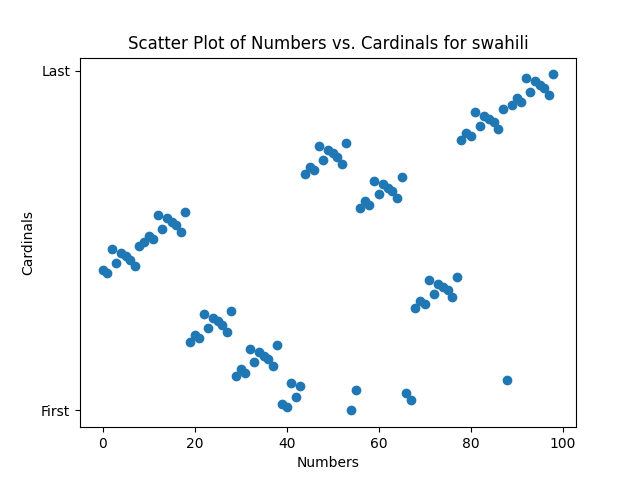 Scatter Plot of Numbers vs. Cardinals for swahili
Last
Cardinals
First
0 20 40 60 80 100
Numbers